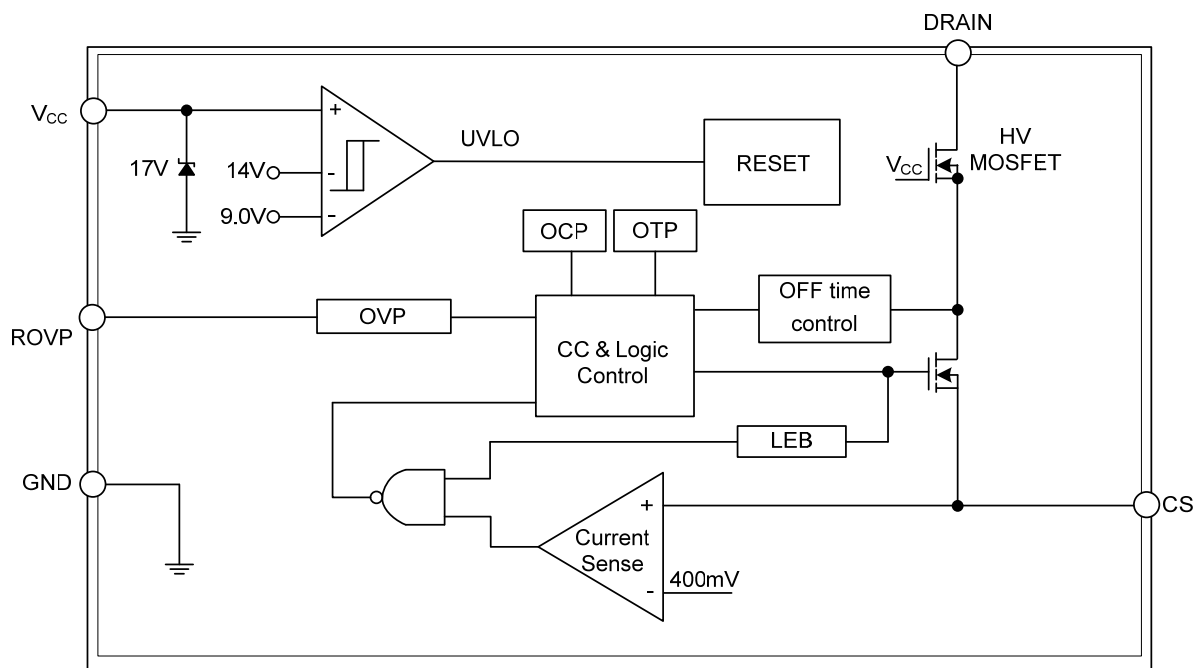 DRAIN
VCC
+
UVLO
RESET
HV
MOSFET
17V
14V
-
VCC
9.0V
-
OCP
OTP
OFF time
control
OVP
ROVP
CC & Logic
Control
LEB
GND
+
CS
Current
Sense
400mV
-